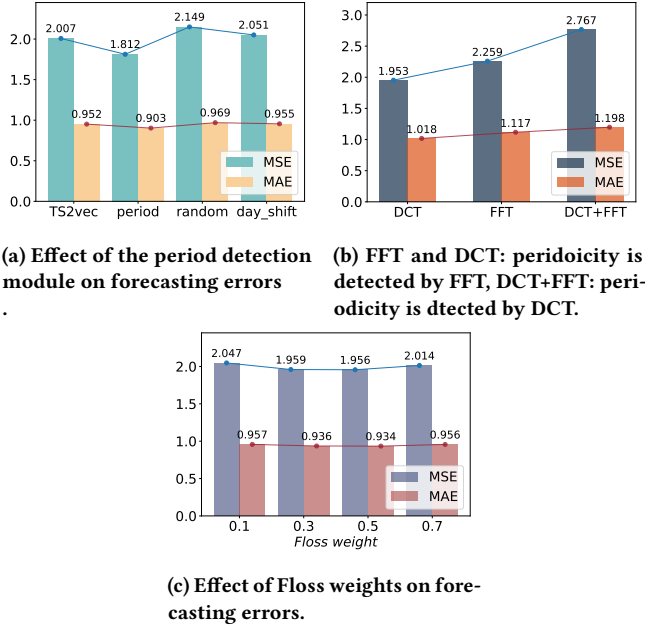 2.007
1.812
2.149
2.051
0.952
0.903
0.969
0.955
2.0
1.5
1.0
0.5
0.0
MSE
MAE
TS2vec period random day_shift
(a) Effect of the period detection
module on forecasting errors
.
1.953
2.259
2.767
1.018
1.117
1.198
3.0
2.5
2.0
1.5
1.0
0.5
0.0
MSE
MAE
DCT FFT DCT+FFT
(b) FFT and DCT: peridoicity is
detected by FFT, DCT+FFT: peri-
odicity is dtected by DCT.
2.047
1.959
1.956
2.014
0.957
0.936
0.934
0.956
2.0
1.5
1.0
0.5
0.0
MSE
MAE
0.1 0.3 0.5 0.7
Floss weight
(c) Effect of Floss weights on fore-
casting errors.